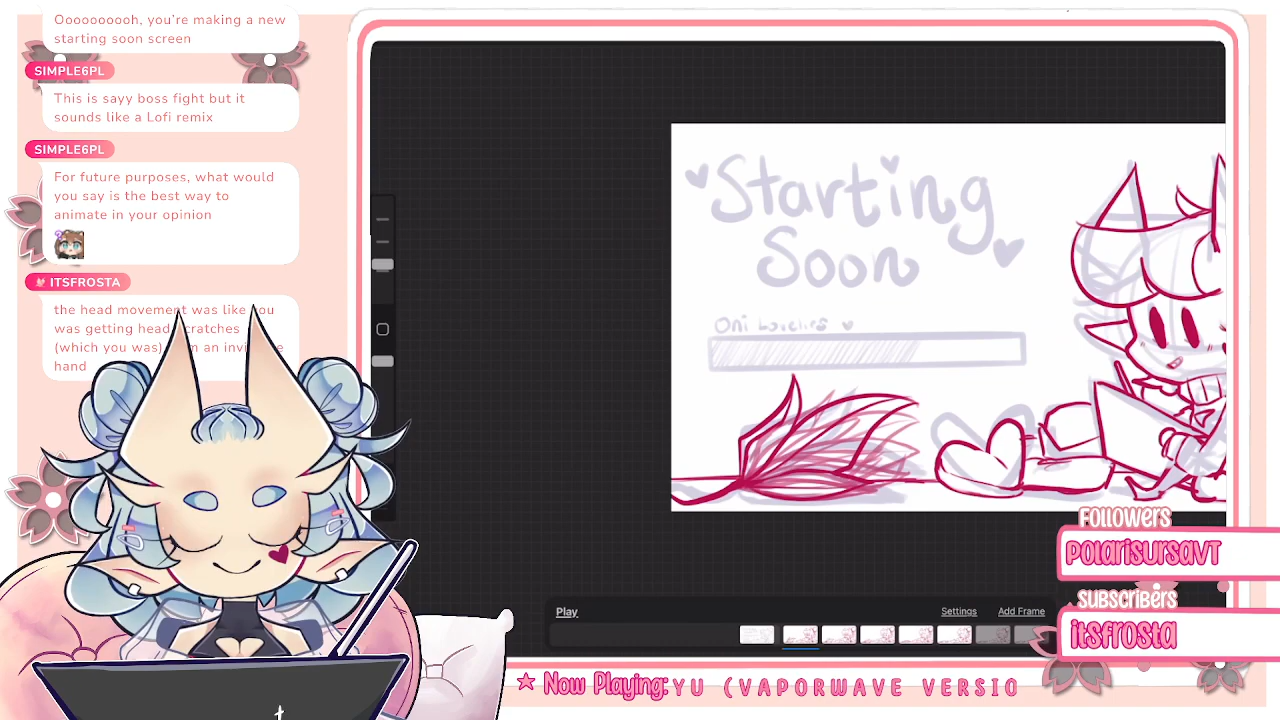 Oooooooooh, you're making a new
starting soon screen
SIMPLE6PL
This is sayy boss fight but it
sounds like a Lofi remix
SIMPLE6PL
For future purposes, what would
you say is the best way to
animate in your opinion
ITSFROSTA
the head movement was like you
was getting head scratches
(which you was)
hand
Starting
Soon
Oni Lovelies
Play
Settings
Add Frame
Followers
polarisursavt
Subscribers
itsfrosta
Now Playing:
YU (VAPORWAVE VERSIO